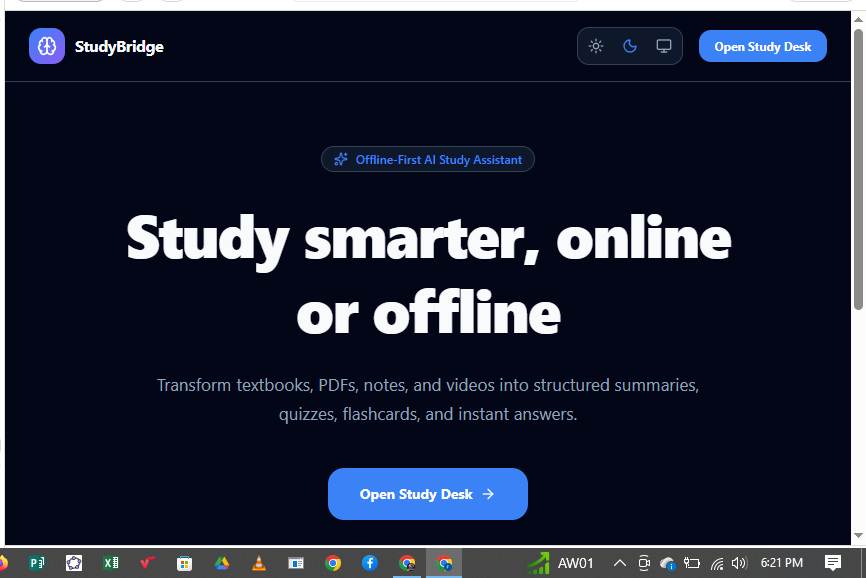 StudyBridge
Open Study Desk
Offline-First AI Study Assistant
Study smarter, online
or offline
Transform textbooks, PDFs, notes, and videos into structured summaries,
quizzes, flashcards, and instant answers.
Open Study Desk →
AW01
6:21 PM